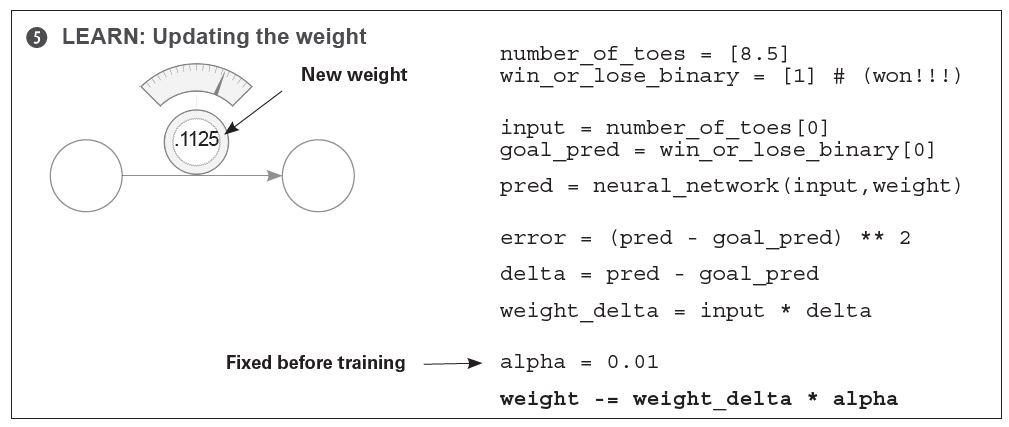 5 LEARN: Updating the weight
New weight
.1125
number_of_toes = [8.5]
win_or_lose_binary = [1] # (won!!!)
input = number_of_toes[0]
goal_pred = win_or_lose_binary[0]
pred = neural_network(input,weight)
error = (pred - goal_pred) ** 2
delta = pred - goal_pred
weight_delta = input * delta
Fixed before training
alpha = 0.01
weight -= weight_delta * alpha